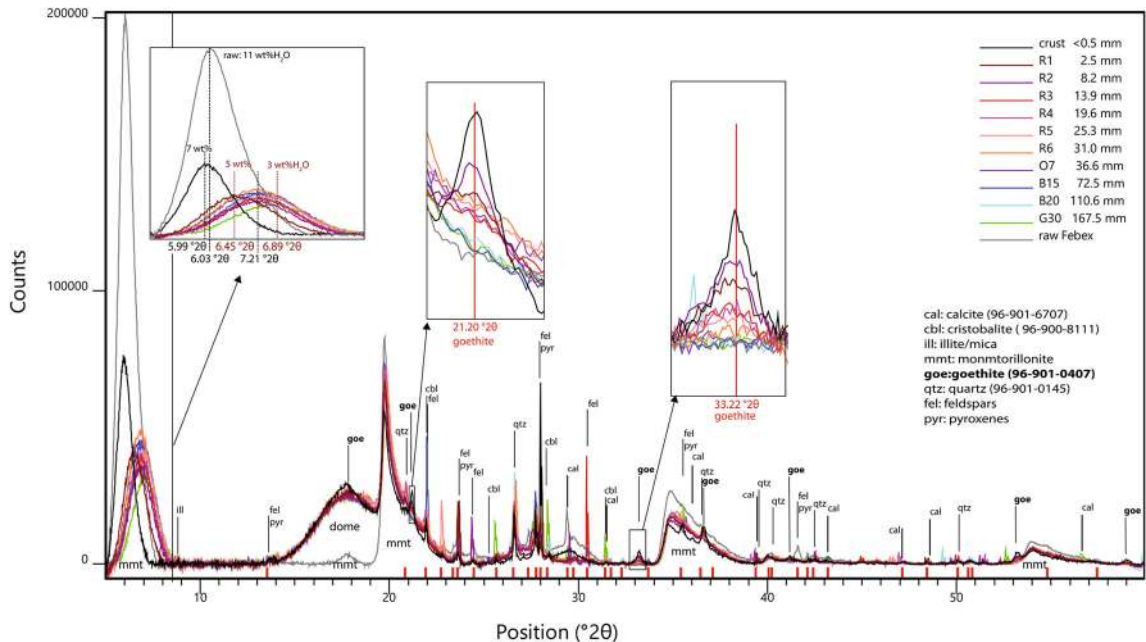 200000
100000
0
Counts
raw: 11 wt%H₂O
7 wt%
5 wt%
3 wt%H₂O
5.99 °2θ
6.45 °2θ
6.89 °2θ
6.03 °2θ
7.21 °2θ
21.20 °2θ
goethite
33.22 °2θ
goethite
crust <0.5 mm
R1 2.5 mm
R2 8.2 mm
R3 13.9 mm
R4 19.6 mm
R5 25.3 mm
R6 31.0 mm
O7 36.6 mm
B15 72.5 mm
B20 110.6 mm
G30 167.5 mm
raw Febex
cal: calcite (96-901-6707)
cbl: cristobalite ( 96-900-8111)
ill: illite/mica
mmt: monmtorillonite
goe:goethite (96-901-0407)
qtz: quartz (96-901-0145)
fel: feldspars
pyr: pyroxenes
mmt
ill
fel
pyr
goe
dome
mmt
mmt
qtz
goe
cbl
fel
fel
pyr
fel
cbl
qtz
fel
pyr
cbl
cal
fel
cbl
cal
goe
mmt
fel
pyr
cal
qtz
goe
cal
qtz
qtz
goe
fel
pyr
qtz
cal
cal
cal
qtz
goe
mmt
cal
goe
10
20
30
40
50
Position (°2θ)